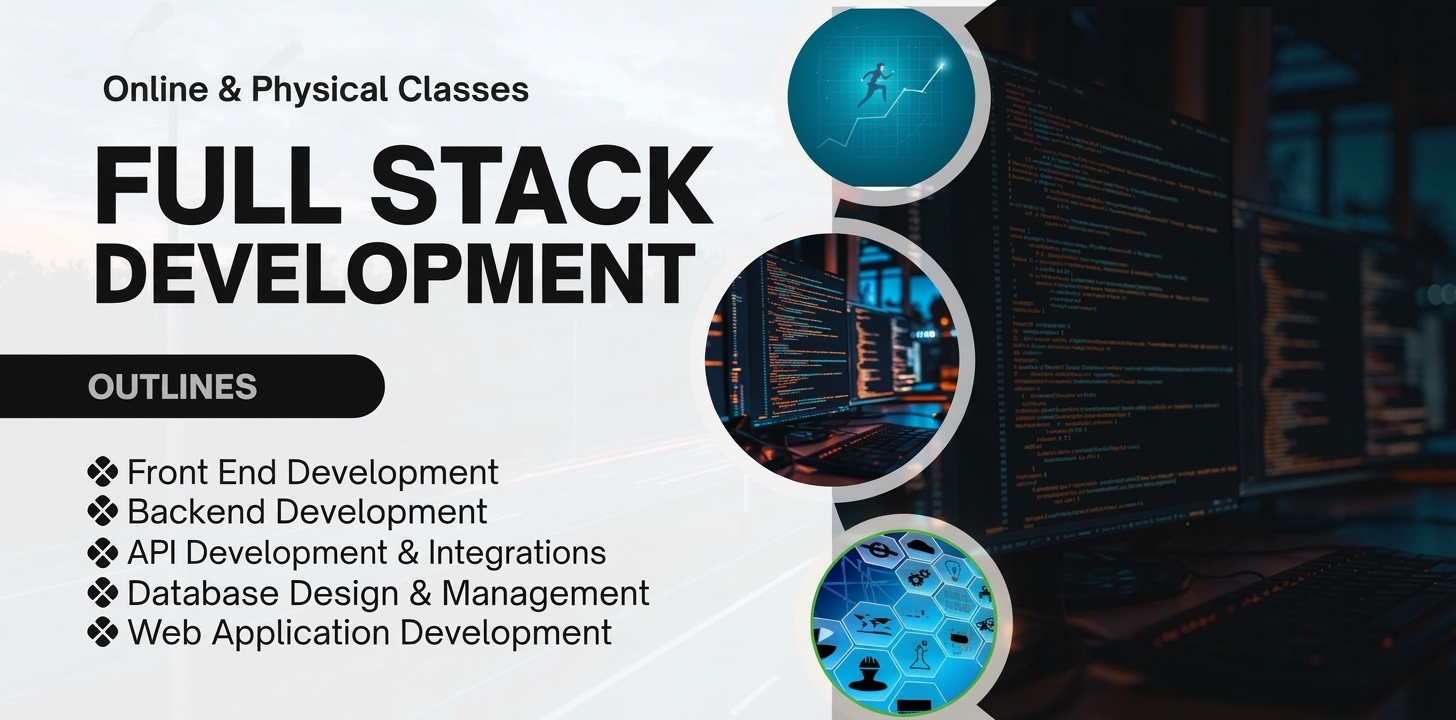 Online & Physical Classes
FULL STACK
DEVELOPMENT
OUTLINES
Front End Development
Backend Development
API Development & Integrations
Database Design & Management
Web Application Development